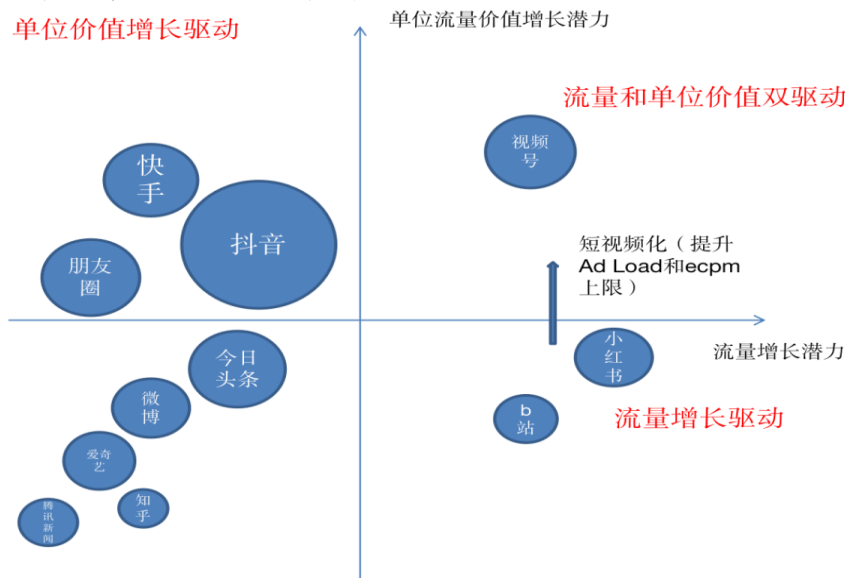 单位价值增长驱动
单位流量价值增长潜力
流量和单位价值双驱动
视频
号
快
手
抖音
朋友
圈
短视频化（提升
Ad Load和ecpm
上限）
流量增长潜力
今日
头条
小
红
书
微
博
b
站
流量增长驱动
爱奇
艺
知
乎
腾
讯
新
闻